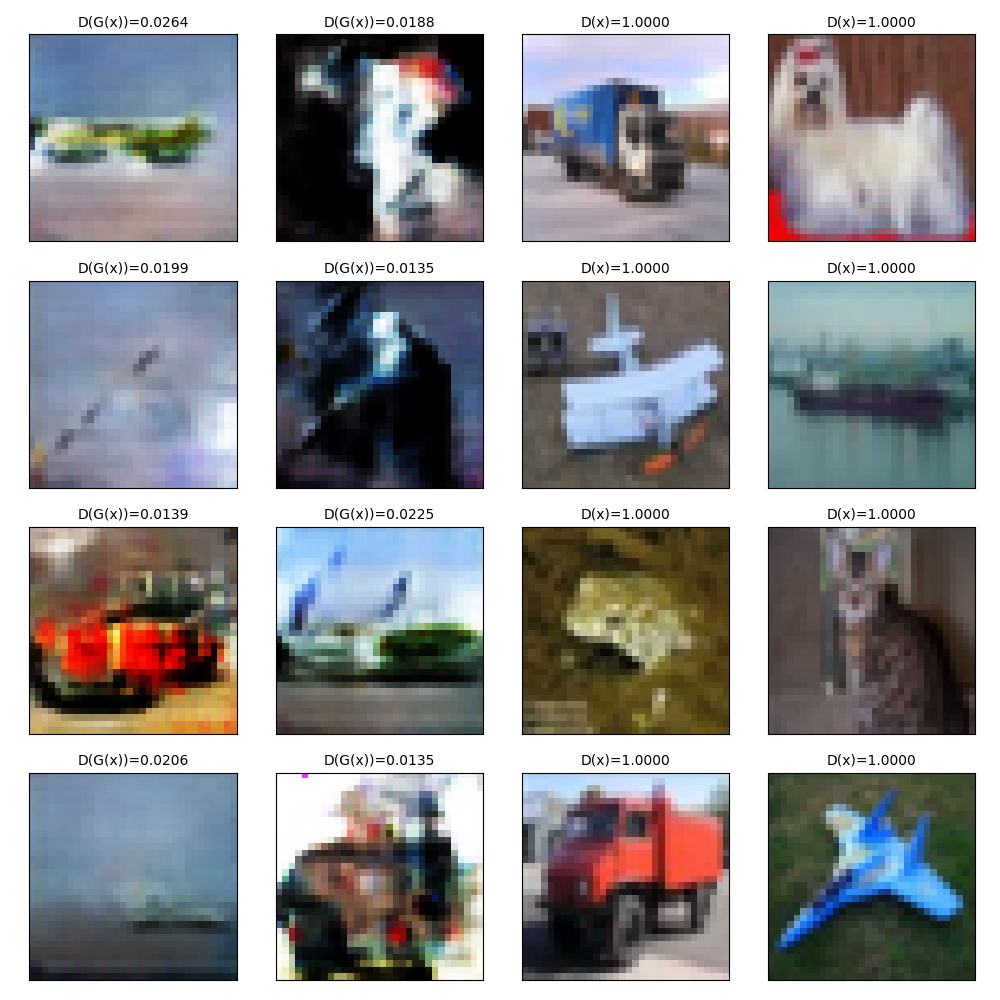 D(G(x))=0.0264
D(G(x))=0.0188
D(x)=1.0000
D(x)=1.0000
D(G(x))=0.0199
D(G(x))=0.0135
D(x)=1.0000
D(x)=1.0000
D(G(x))=0.0139
D(G(x))=0.0225
D(x)=1.0000
D(x)=1.0000
D(G(x))=0.0206
D(G(x))=0.0135
D(x)=1.0000
D(x)=1.0000